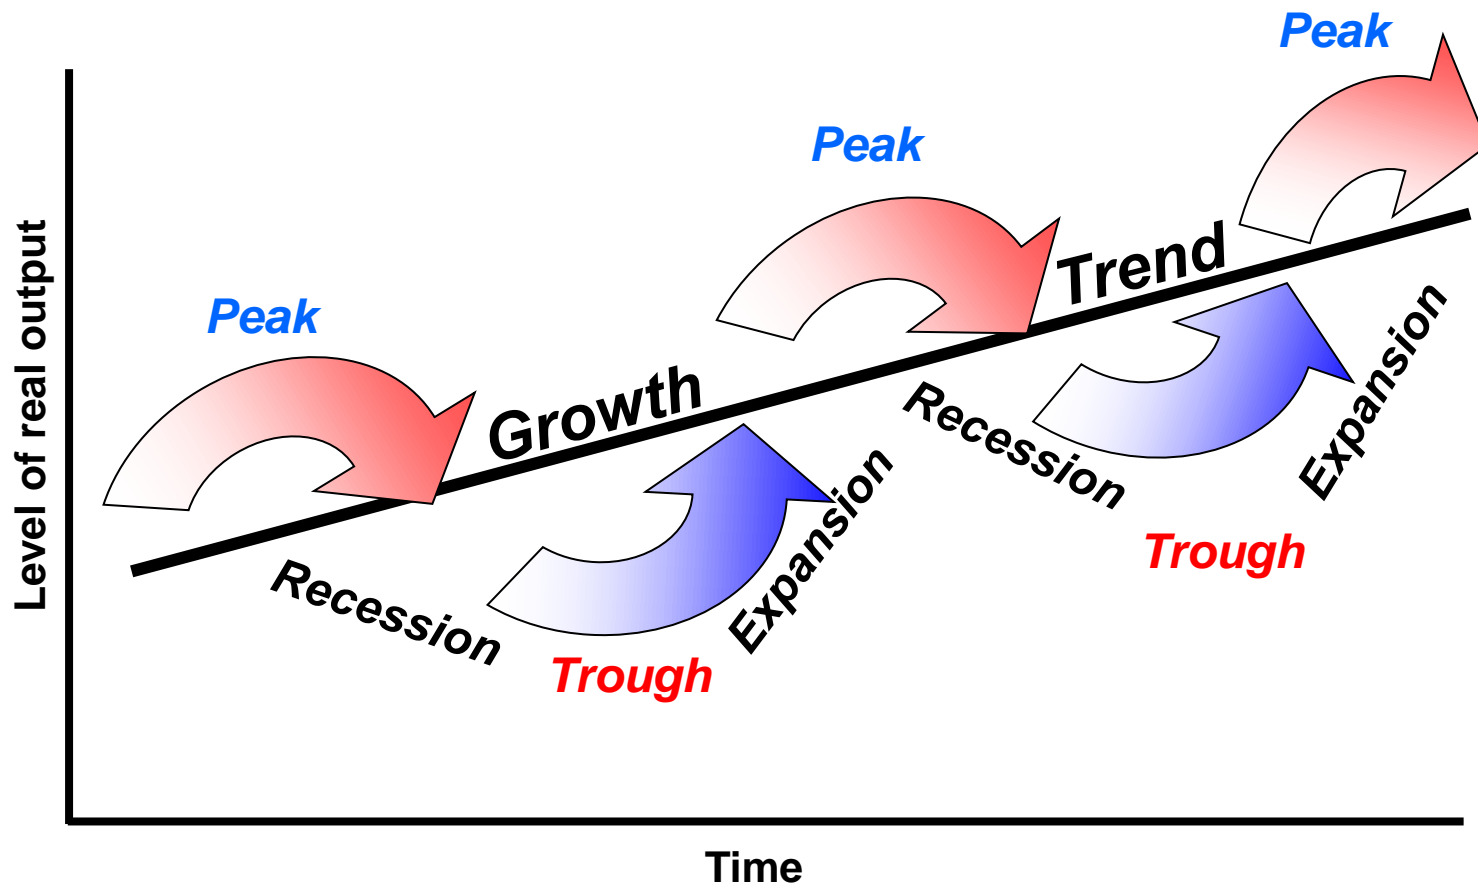 Peak
Peak
Peak
Level of real output
Growth
Trend
Recession
Trough
Expansion
Recession
Trough
Expansion
Time